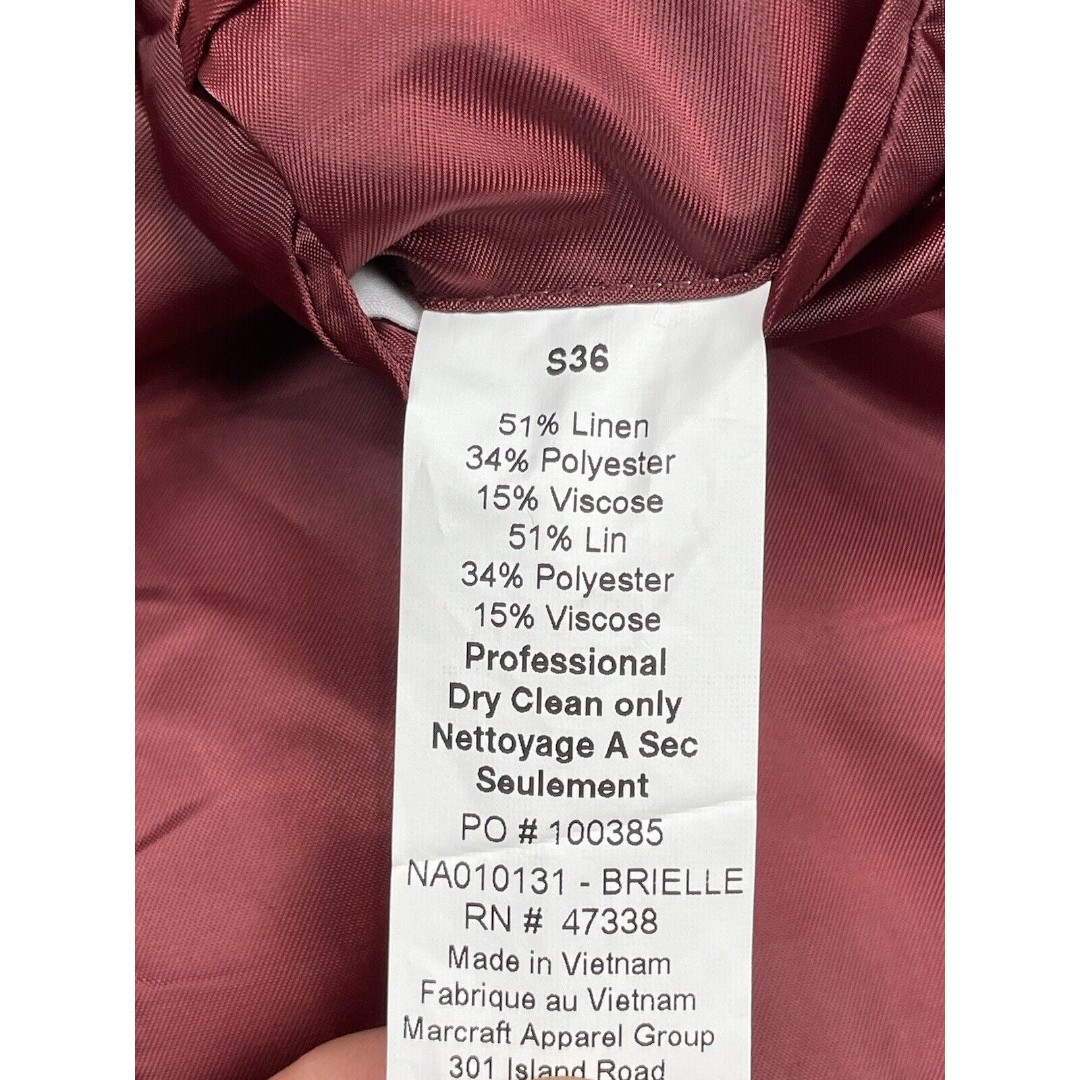 S36
51% Linen
34% Polyester
15% Viscose
51% Lin
34% Polyester
15% Viscose
Professional
Dry Clean only
Nettoyage A Sec
Seulement
PO # 100385
NA010131 - BRIELLE
RN # 47338
Made in Vietnam
Fabrique au Vietnam
Marcraft Apparel Group
301 Island Road